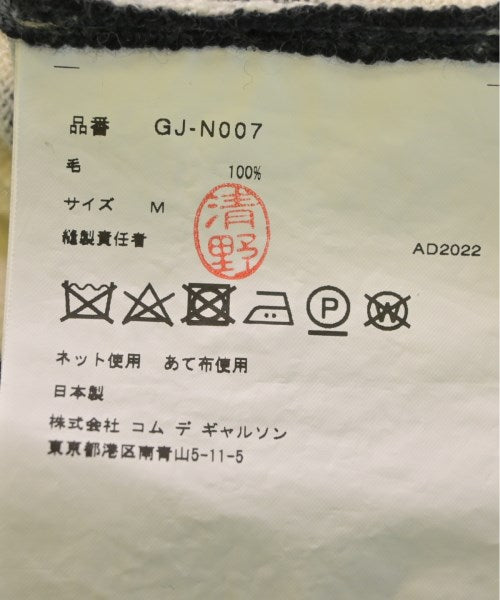 品番 GJ-N007
毛 100%
サイズ M
縫製責任者 清野
AD2022
P W
ネット使用 あて布使用
日本製
株式会社 コム デ ギャルソン
東京都港区南青山5-11-5